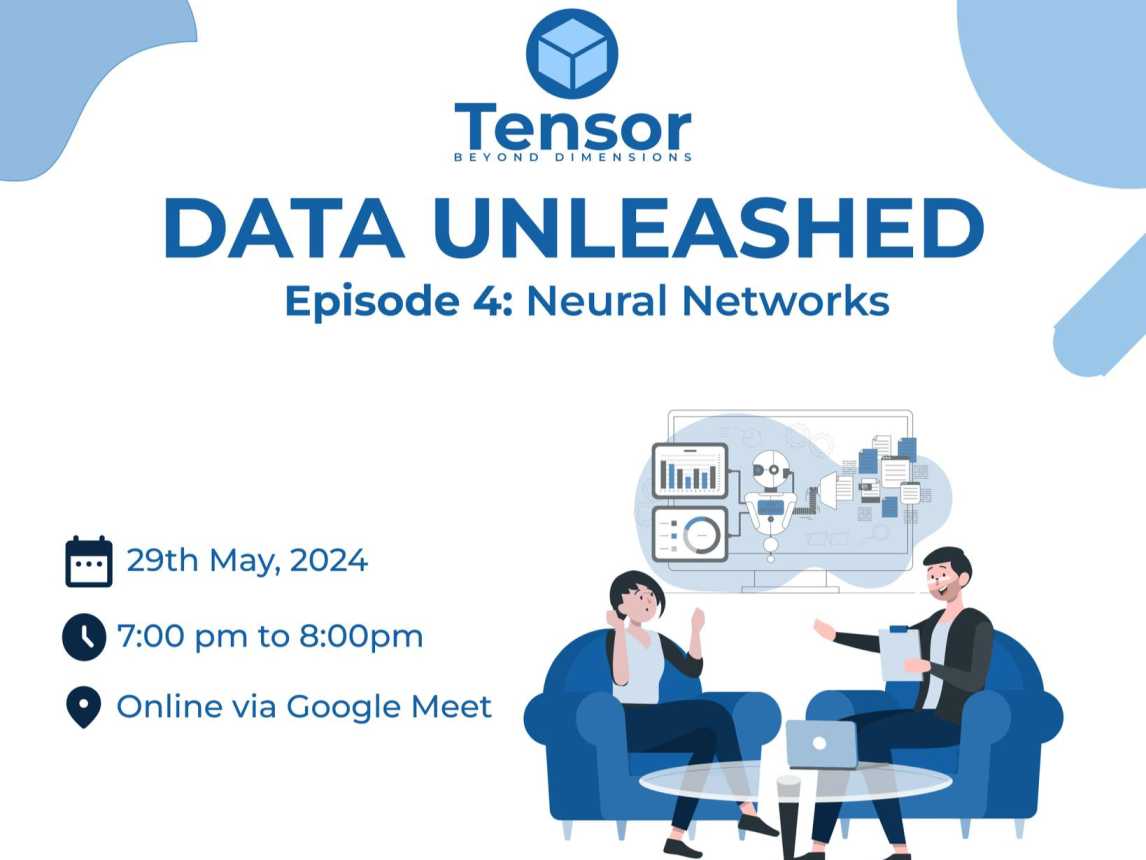 Tensor
BEYOND DIMENSIONS
DATA UNLEASHED
Episode 4: Neural Networks
29th May, 2024
7:00 pm to 8:00pm
Online via Google Meet